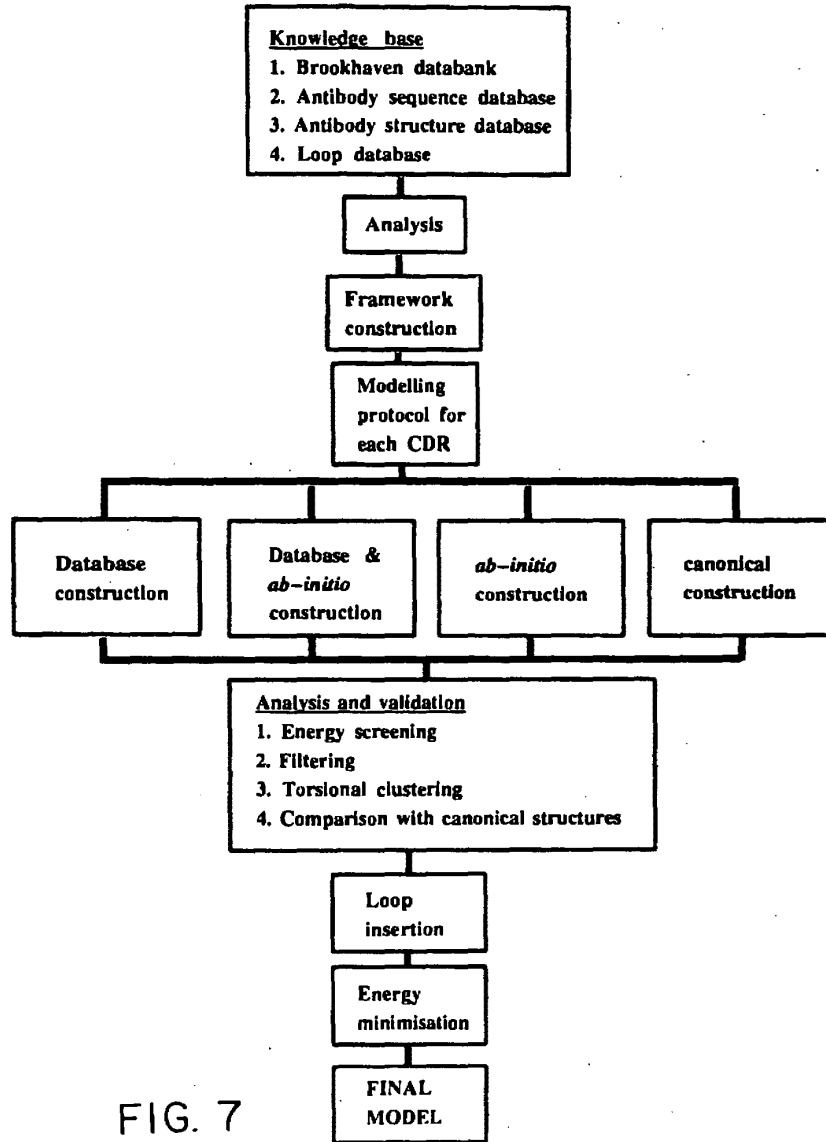 Knowledge base
1. Brookhaven databank
2. Antibody sequence database
3. Antibody structure database
4. Loop database
Analysis
Framework
construction
Modelling
protocol for
each CDR
Database
construction
Database &
ab-initio
construction
ab-initio
construction
canonical
construction
Analysis and validation
1. Energy screening
2. Filtering
3. Torsional clustering
4. Comparison with canonical structures
Loop
insertion
Energy
minimisation
FINAL
MODEL
FIG. 7